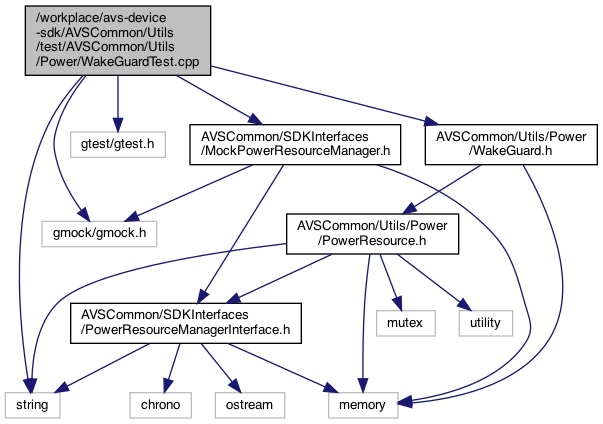 /workplace/avs-device
-sdk/AVSCommon/Utils
/test/AVSCommon/Utils
/Power/WakeGuardTest.cpp
gtest/gtest.h
AVSCommon/SDKInterfaces
/MockPowerResourceManager.h
AVSCommon/Utils/Power
/WakeGuard.h
gmock/gmock.h
AVSCommon/Utils/Power
/PowerResource.h
AVSCommon/SDKInterfaces
/PowerResourceManagerInterface.h
mutex
utility
string
chrono
ostream
memory